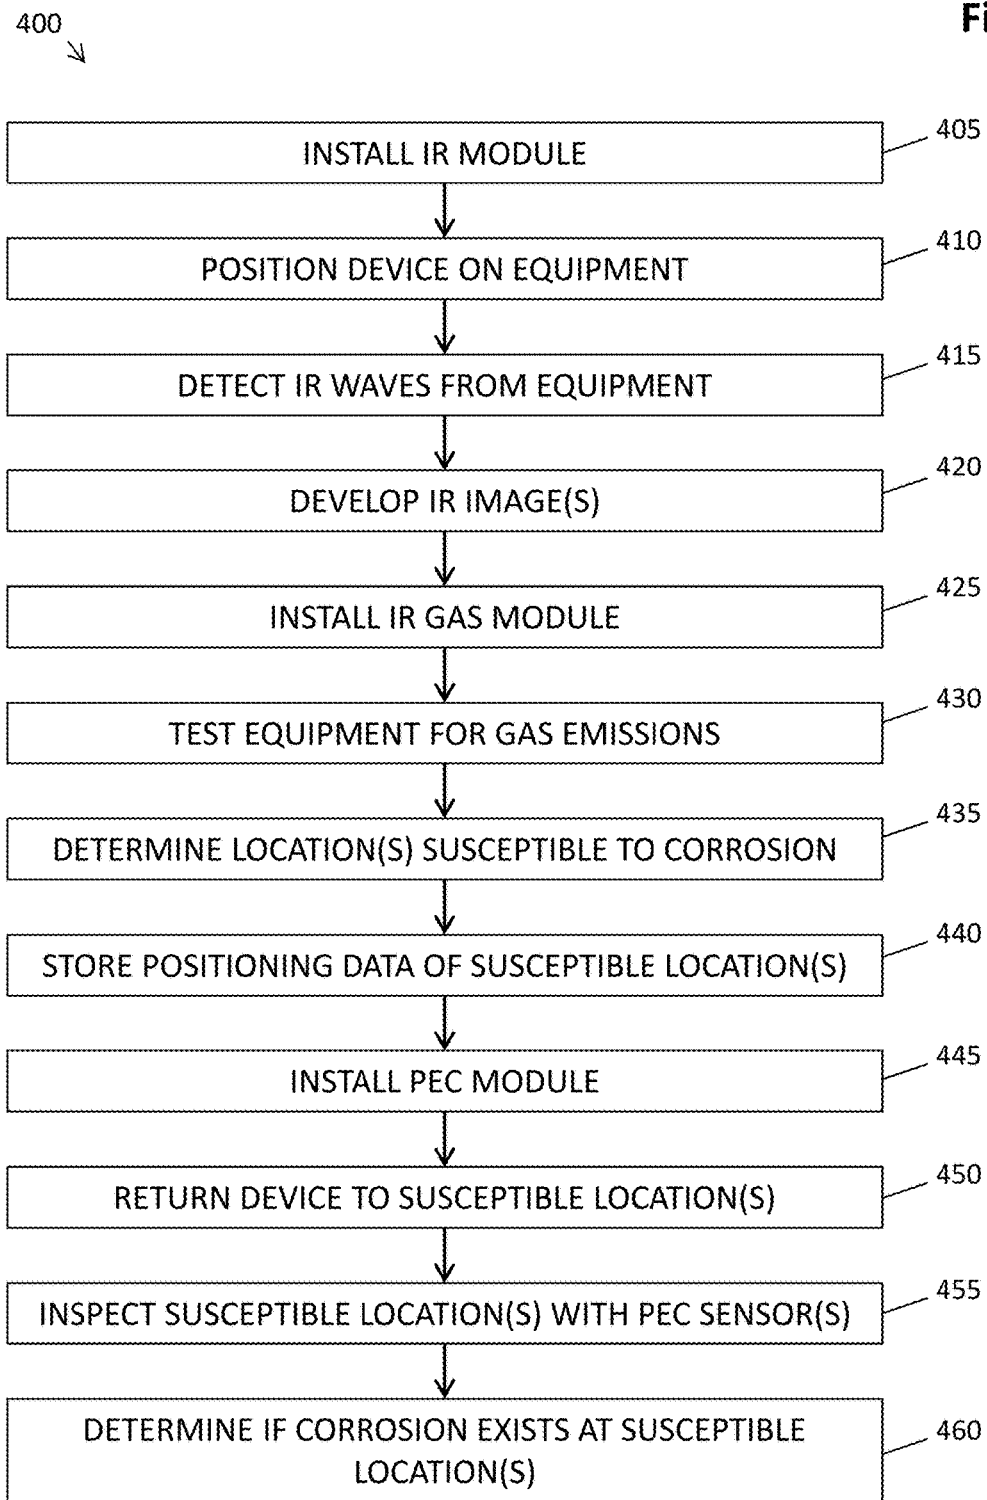 400
Fi
INSTALL IR MODULE
405
POSITION DEVICE ON EQUIPMENT
410
DETECT IR WAVES FROM EQUIPMENT
415
DEVELOP IR IMAGE(S)
420
INSTALL IR GAS MODULE
425
TEST EQUIPMENT FOR GAS EMISSIONS
430
DETERMINE LOCATION(S) SUSCEPTIBLE TO CORROSION
435
STORE POSITIONING DATA OF SUSCEPTIBLE LOCATION(S)
440
INSTALL PEC MODULE
445
RETURN DEVICE TO SUSCEPTIBLE LOCATION(S)
450
INSPECT SUSCEPTIBLE LOCATION(S) WITH PEC SENSOR(S)
455
DETERMINE IF CORROSION EXISTS AT SUSCEPTIBLE
LOCATION(S)
460